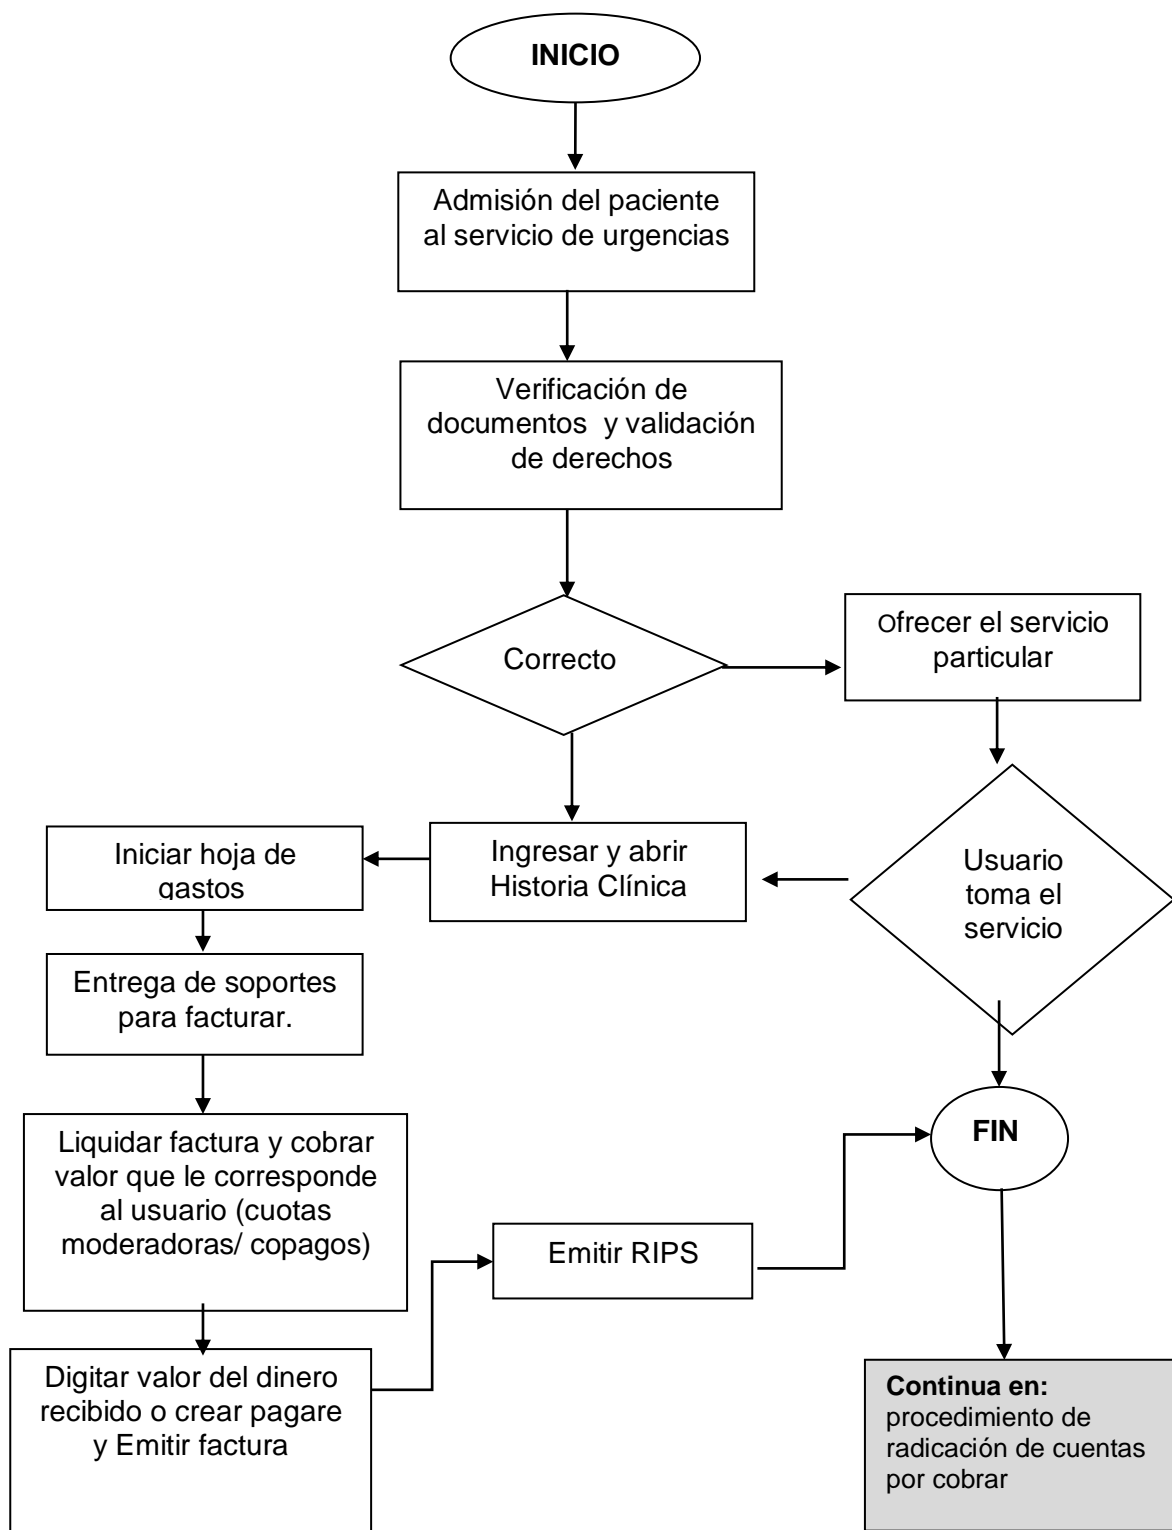 INICIO
Admisión del paciente
al servicio de urgencias
Verificación de
documentos  y validación
de derechos
Correcto
Ofrecer el servicio
particular
Usuario
toma el
servicio
Ingresar y abrir
Historia Clínica
Iniciar hoja de
gastos
Entrega de soportes
para facturar.
Liquidar factura y cobrar
valor que le corresponde
al usuario (cuotas
moderadoras/ copagos)
Digitar valor del dinero
recibido o crear pagare
y Emitir factura
Emitir RIPS
FIN
Continua en:
procedimiento de
radicación de cuentas
por cobrar